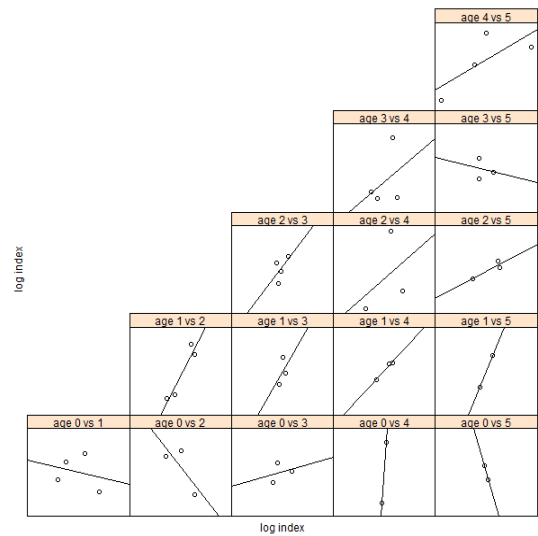 age 4 vs 5
age 3 vs 4
age 3 vs 5
age 2 vs 3
age 2 vs 4
age 2 vs 5
age 1 vs 2
age 1 vs 3
age 1 vs 4
age 1 vs 5
age 0 vs 1
age 0 vs 2
age 0 vs 3
age 0 vs 4
age 0 vs 5
log index
log index